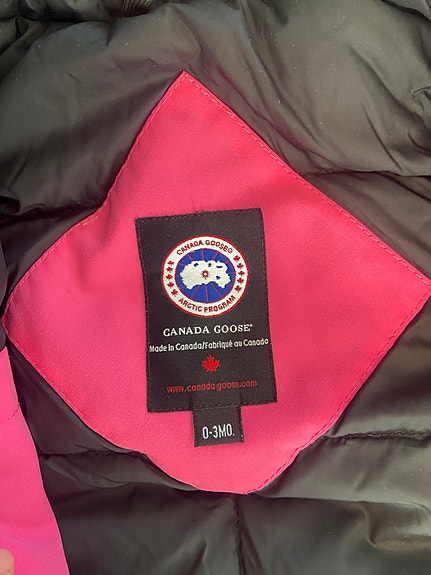 CANADA GOOSE®
ARCTIC PROGRAM
CANADA GOOSE®
Made In Canada/Fabriqué au Canada
www.canada-goose.com
0-3MO.